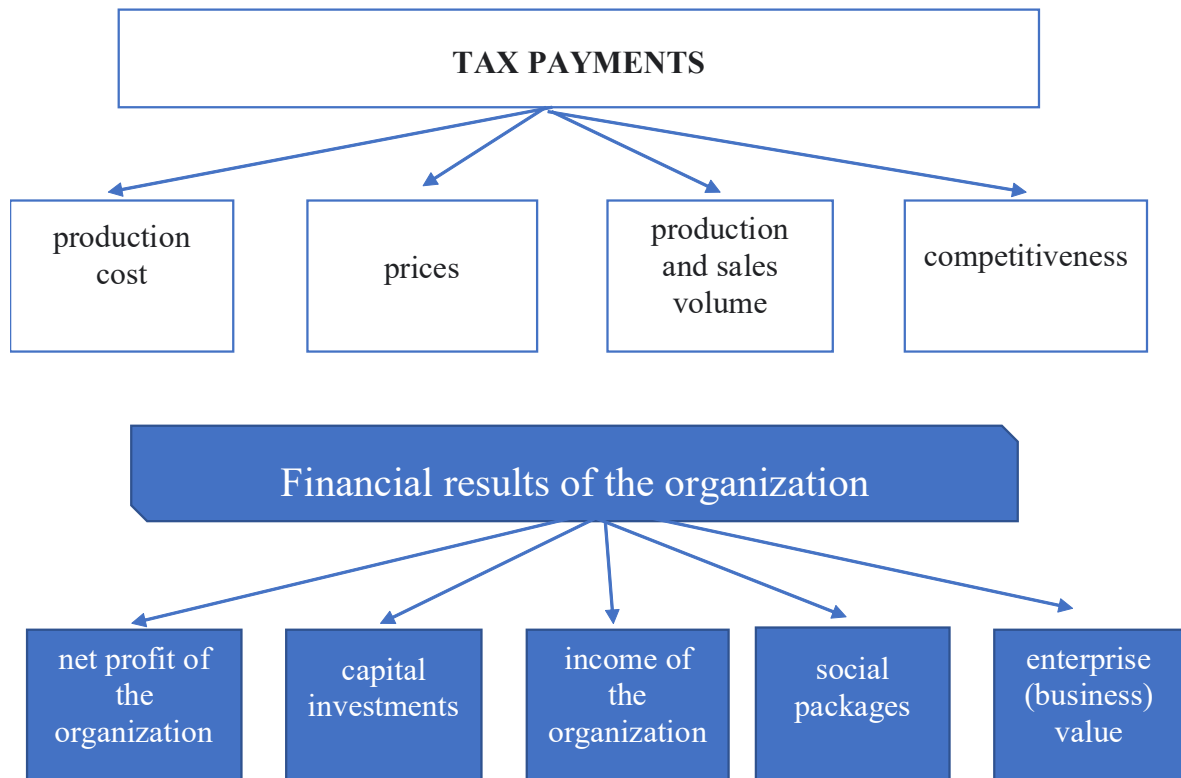 TAX PAYMENTS
production
cost
prices
production
and sales
volume
competitiveness
Financial results of the organization
net profit of
the
organization
capital
investments
income of
the
organization
social
packages
enterprise
(business)
value